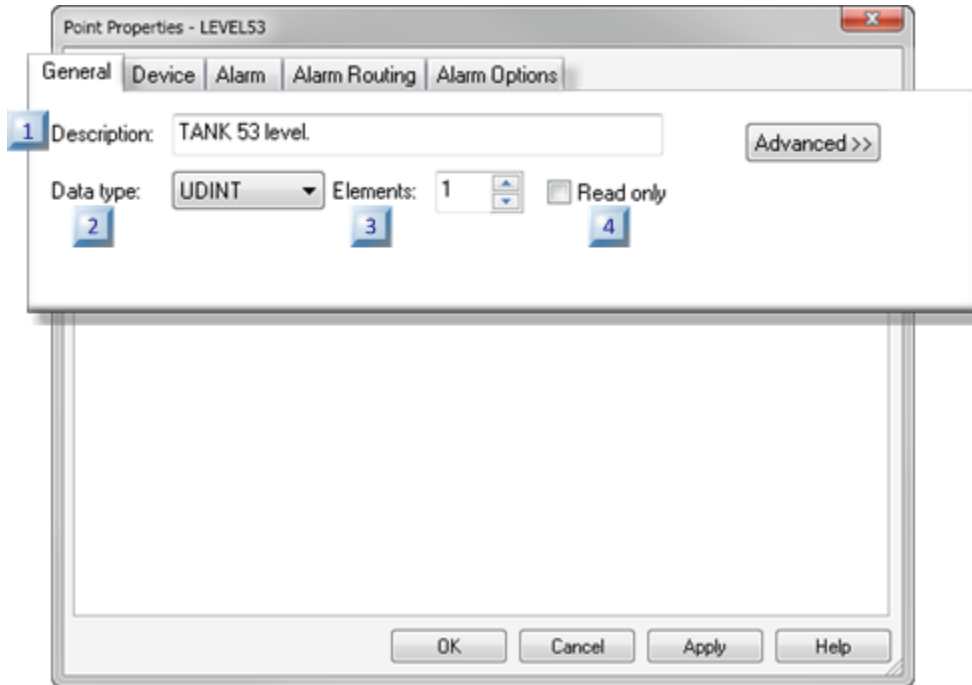 Point Properties - LEVEL53
General Device Alarm Alarm Routing Alarm Options
1 Description: TANK 53 level. Advanced >>
Data type: UDINT Elements: 1 Read only
2 3 4
OK Cancel Apply Help